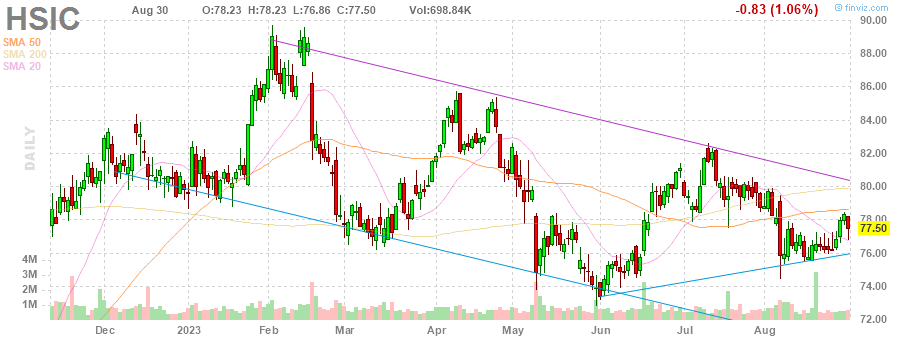 HSIC
Aug 30 O:78.23 H:78.23 L:76.86 C:77.50 Vol:698.84K -0.83 (1.06%)
© finviz.com
SMA 50
SMA 200
SMA 20
DAILY
90.00
88.00
86.00
84.00
82.00
80.00
78.00
77.50
76.00
74.00
72.00
4M
3M
2M
1M
Dec 2023 Feb Mar Apr May Jun Jul Aug